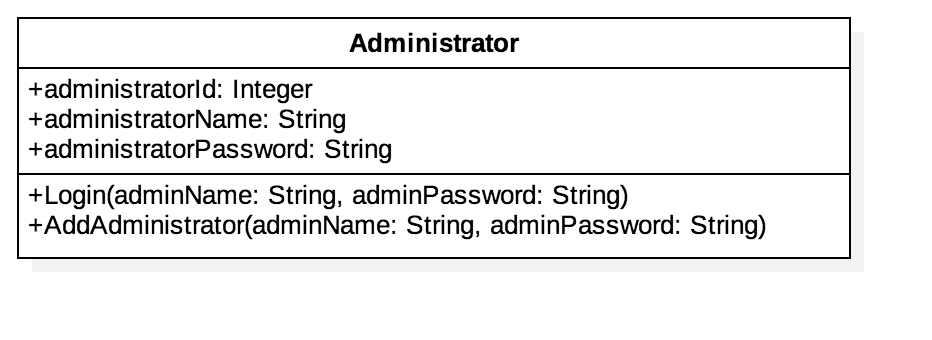 Administrator
+administratorId: Integer
+administratorName: String
+administratorPassword: String
+Login(adminName: String, adminPassword: String)
+AddAdministrator(adminName: String, adminPassword: String)